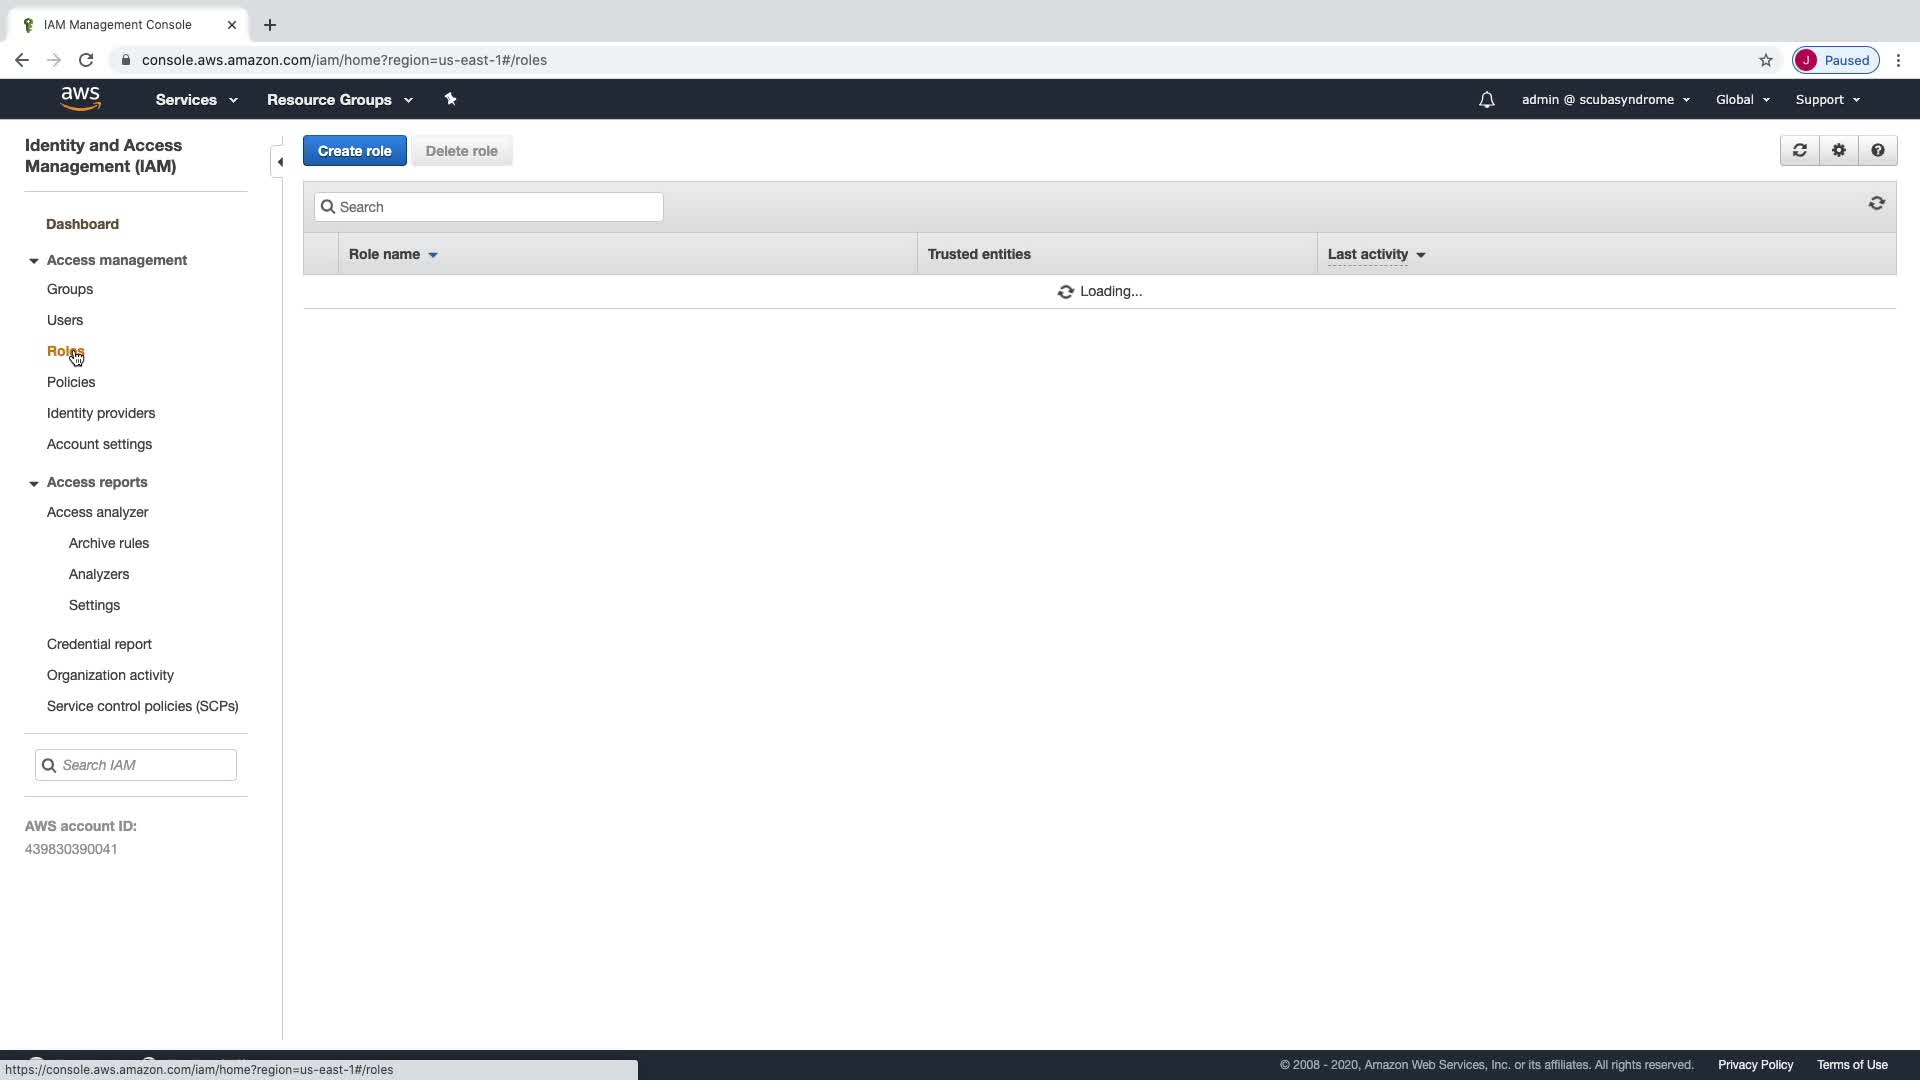 IAM Management Console
console.aws.amazon.com/iam/home?region=us-east-1#/roles
J Paused
aws Services Resource Groups admin @ scubasyndrome Global Support
Identity and Access Management (IAM)
Dashboard
Access management
Groups
Users
Roles
Policies
Identity providers
Account settings
Access reports
Access analyzer
Archive rules
Analyzers
Settings
Credential report
Organization activity
Service control policies (SCPs)
Search IAM
AWS account ID:
439830390041
Create role Delete role
Search
Role name Trusted entities Last activity
Loading...
https://console.aws.amazon.com/iam/home?region=us-east-1#/roles
© 2008 - 2020, Amazon Web Services, Inc. or its affiliates. All rights reserved. Privacy Policy Terms of Use